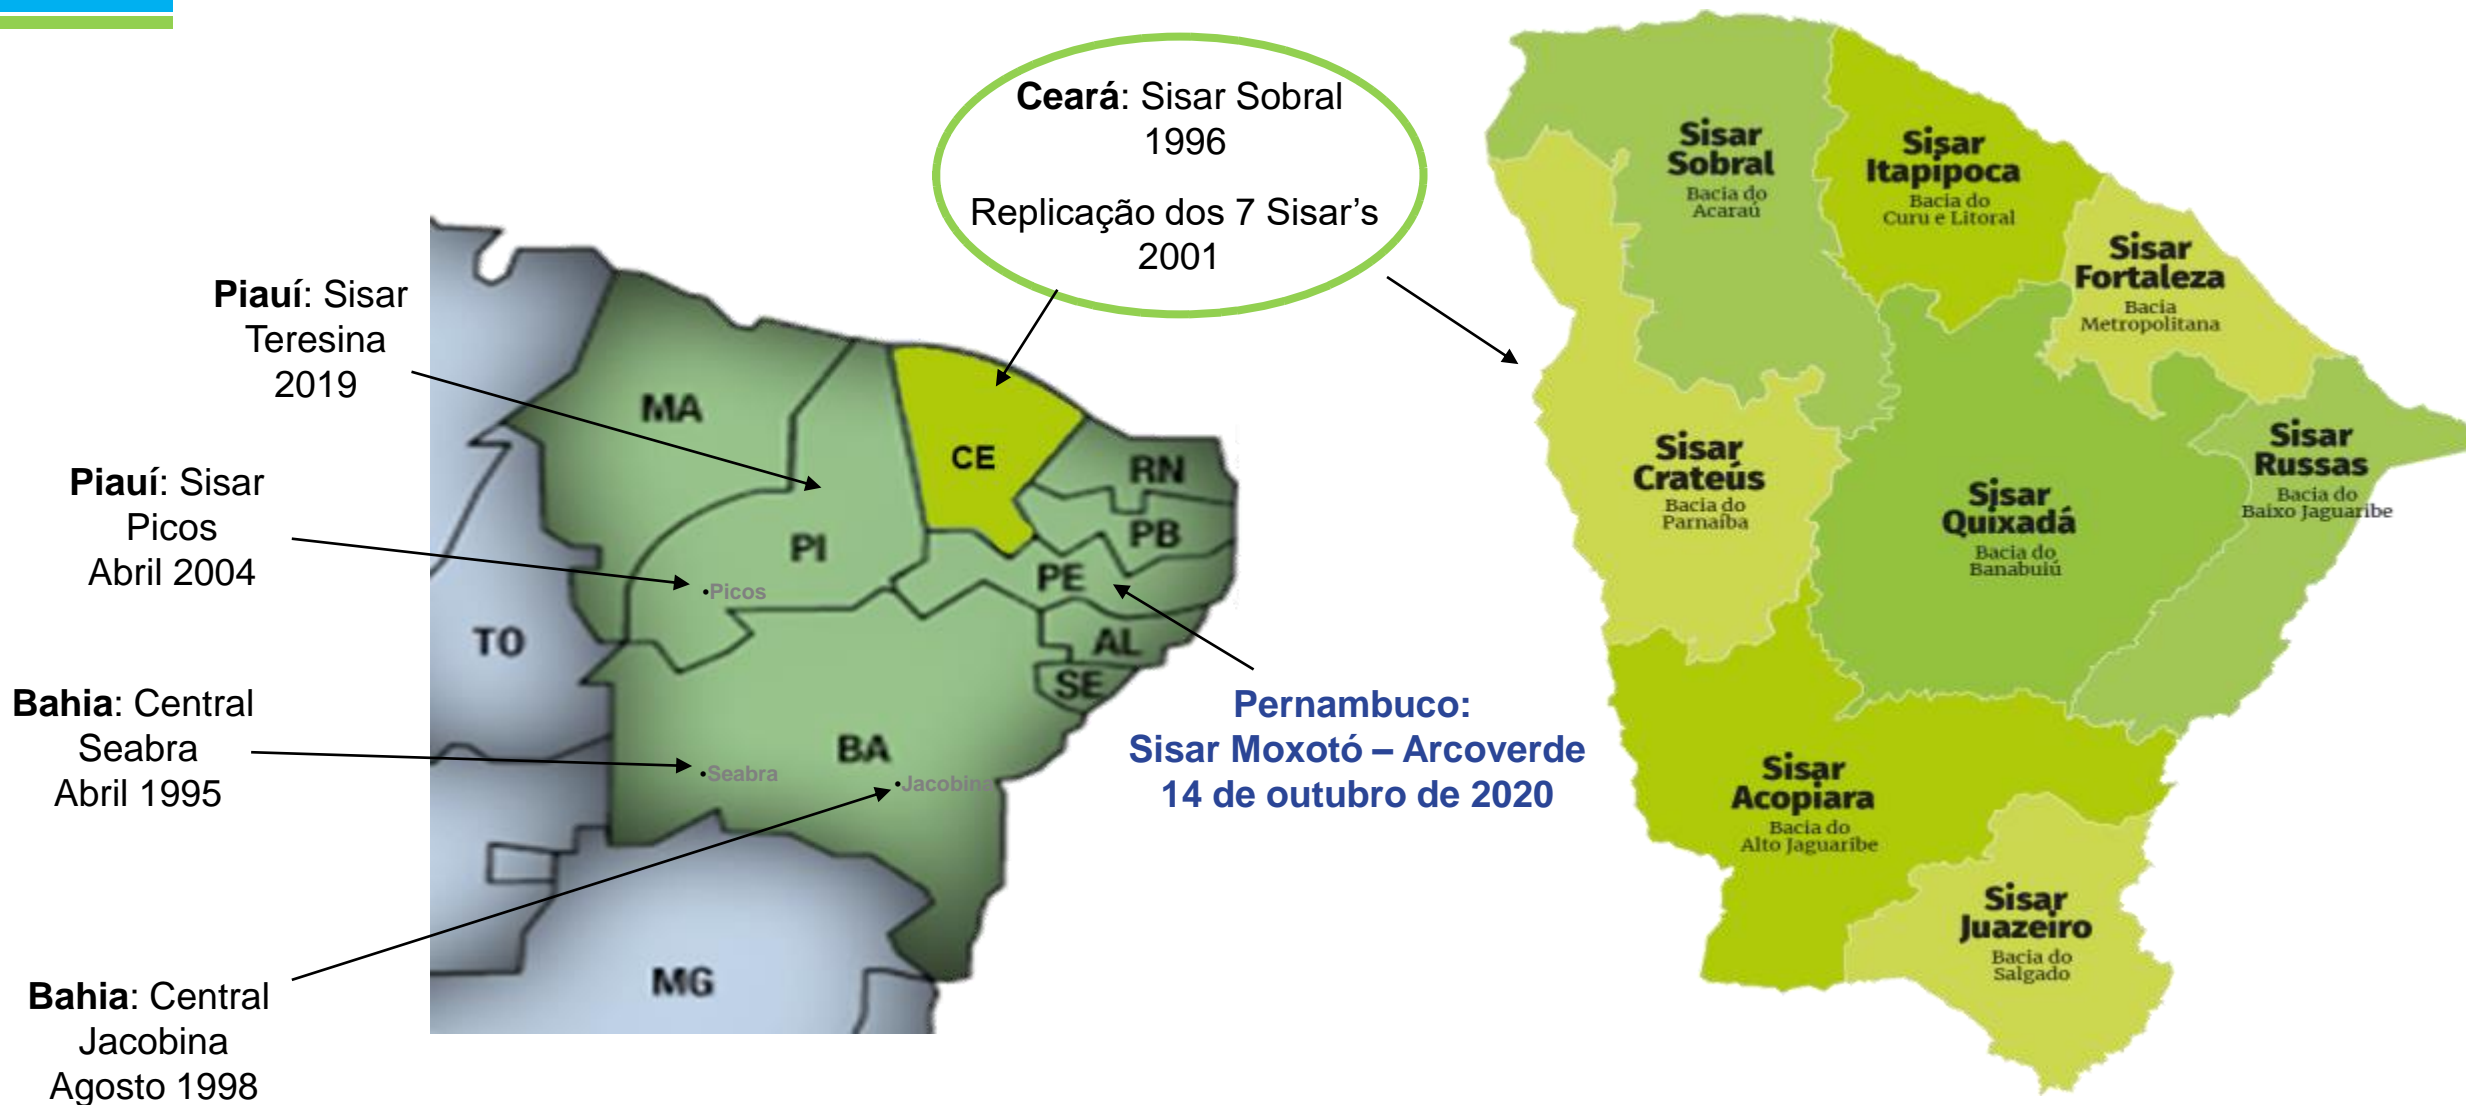 Ceará: Sisar Sobral
1996
Replicação dos 7 Sisar’s
2001
Piauí: Sisar
Teresina
2019
Piauí: Sisar
Picos
Abril 2004
Bahia: Central
Seabra
Abril 1995
Bahia: Central
Jacobina
Agosto 1998
MA
CE
RN
PB
PI
PE
•Picos
TO
AL
SE
BA
•Seabra
•Jacobina
MG
Pernambuco:
Sisar Moxotó – Arcoverde
14 de outubro de 2020
Sisar
Sobral
Bacia do
Acaraú
Sisar
Itapipoca
Bacia do
Curu e Litoral
Sisar
Fortaleza
Bacia
Metropolitana
Sisar
Crateús
Bacia do
Parnaíba
Sisar
Quixadá
Bacia do
Banabuiú
Sisar
Russas
Bacia do
Baixo Jaguaribe
Sisar
Acopiara
Bacia do
Alto Jaguaribe
Sisar
Juazeiro
Bacia do
Salgado